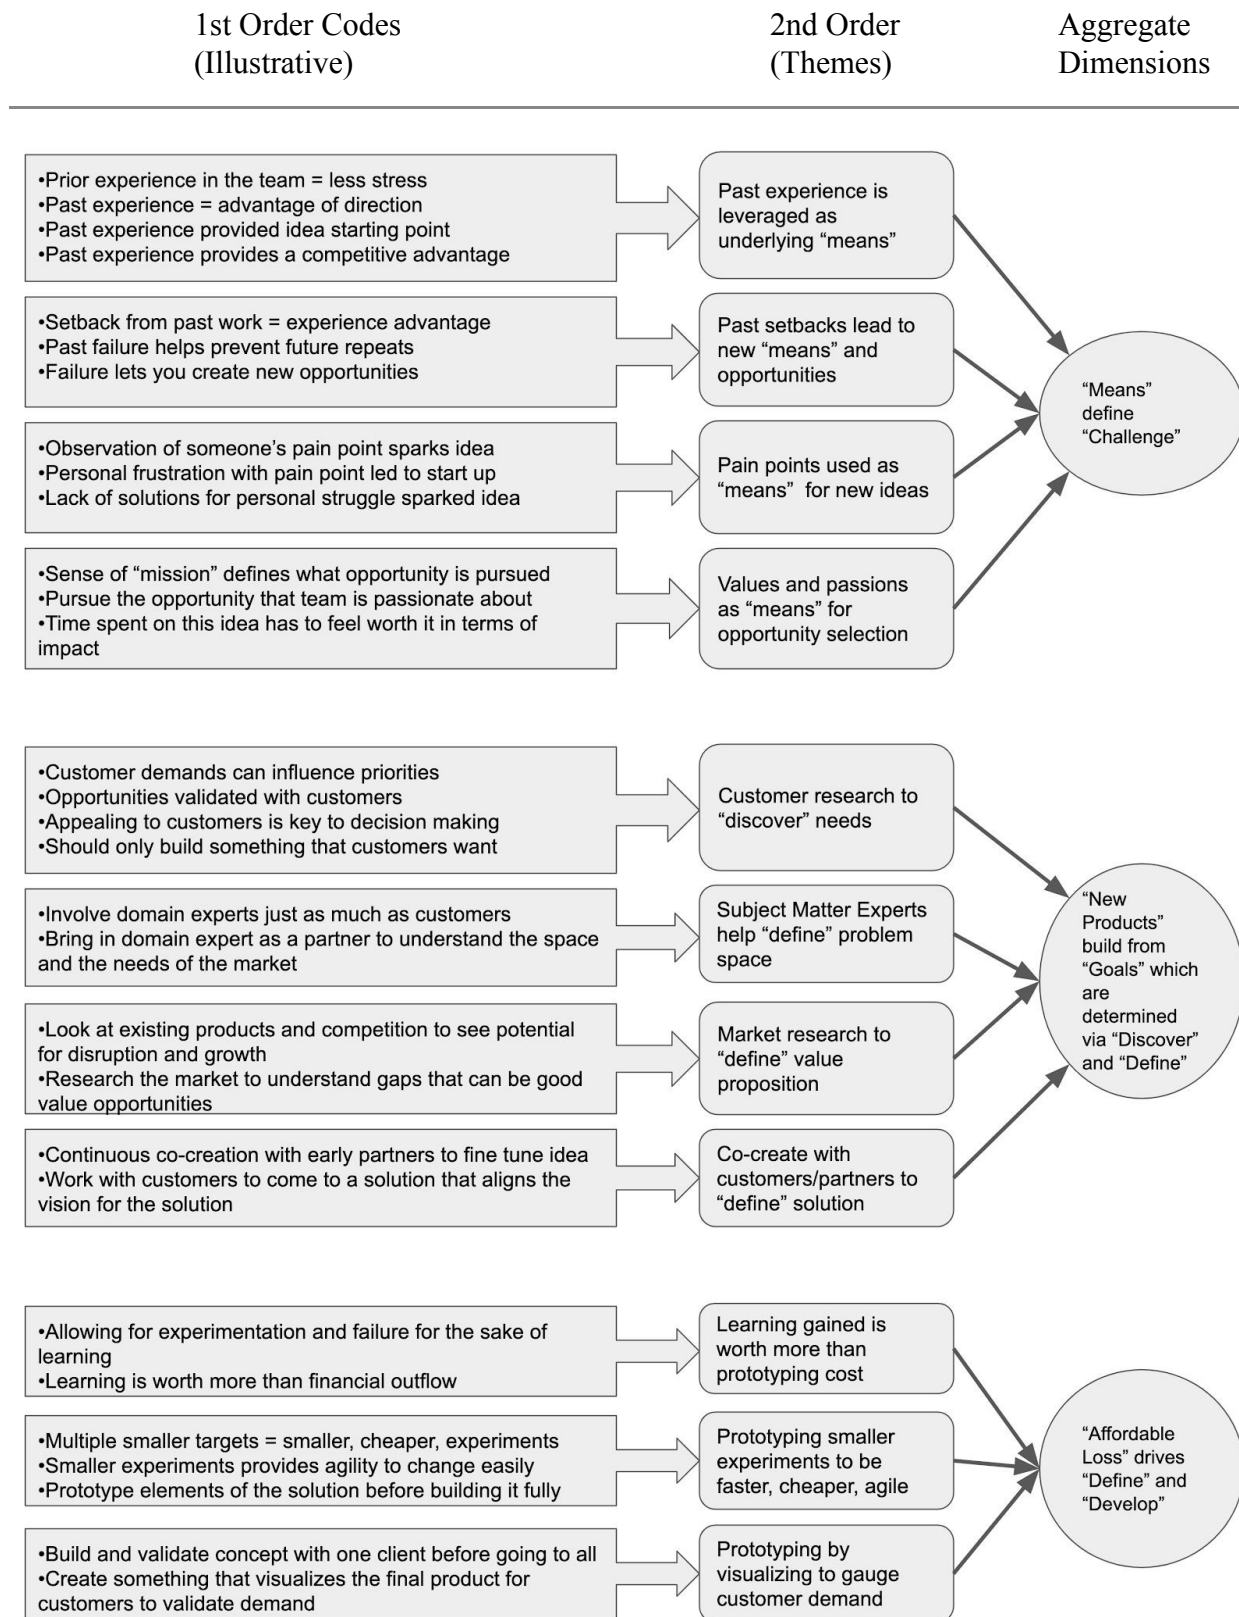 1st Order Codes
(Illustrative)
2nd Order
(Themes)
Aggregate
Dimensions
•Prior experience in the team = less stress
•Past experience = advantage of direction
•Past experience provided idea starting point
•Past experience provides a competitive advantage
Past experience is
leveraged as
underlying “means”
•Setback from past work = experience advantage
•Past failure helps prevent future repeats
•Failure lets you create new opportunities
Past setbacks lead to
new “means” and
opportunities
•Observation of someone’s pain point sparks idea
•Personal frustration with pain point led to start up
•Lack of solutions for personal struggle sparked idea
Pain points used as
“means” for new ideas
•Sense of “mission” defines what opportunity is pursued
•Pursue the opportunity that team is passionate about
•Time spent on this idea has to feel worth it in terms of
impact
Values and passions
as “means” for
opportunity selection
“Means”
define
“Challenge”
•Customer demands can influence priorities
•Opportunities validated with customers
•Appealing to customers is key to decision making
•Should only build something that customers want
Customer research to
“discover” needs
•Involve domain experts just as much as customers
•Bring in domain expert as a partner to understand the space
and the needs of the market
Subject Matter Experts
help “define” problem
space
•Look at existing products and competition to see potential
for disruption and growth
•Research the market to understand gaps that can be good
value opportunities
Market research to
“define” value
proposition
•Continuous co-creation with early partners to fine tune idea
•Work with customers to come to a solution that aligns the
vision for the solution
Co-create with
customers/partners to
“define” solution
“New
Products”
build from
“Goals” which
are
determined
via “Discover”
and “Define”
•Allowing for experimentation and failure for the sake of
learning
•Learning is worth more than financial outflow
Learning gained is
worth more than
prototyping cost
•Multiple smaller targets = smaller, cheaper, experiments
•Smaller experiments provides agility to change easily
•Prototype elements of the solution before building it fully
Prototyping smaller
experiments to be
faster, cheaper, agile
•Build and validate concept with one client before going to all
•Create something that visualizes the final product for
customers to validate demand
Prototyping by
visualizing to gauge
customer demand
“Affordable
Loss” drives
“Define” and
“Develop”